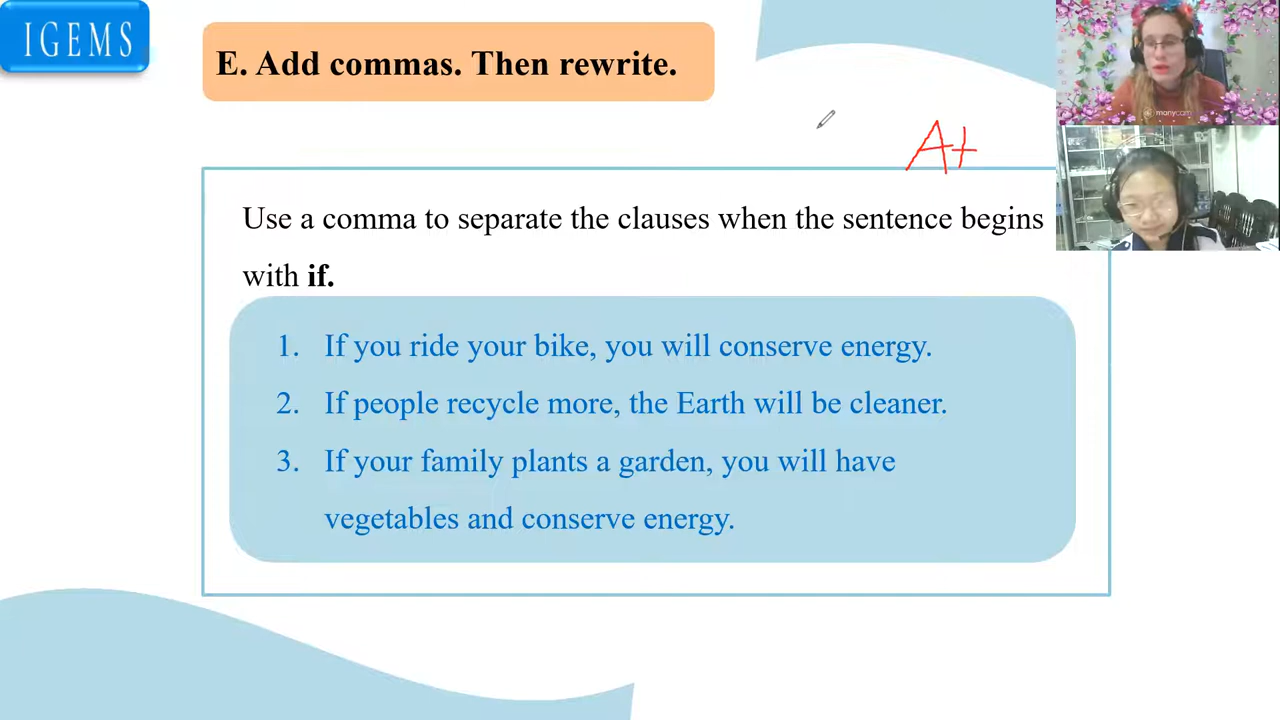 IGEMS
E. Add commas. Then rewrite.
manycam
A+
Use a comma to separate the clauses when the sentence begins
with if.
1. If you ride your bike, you will conserve energy.
2. If people recycle more, the Earth will be cleaner.
3. If your family plants a garden, you will have
vegetables and conserve energy.